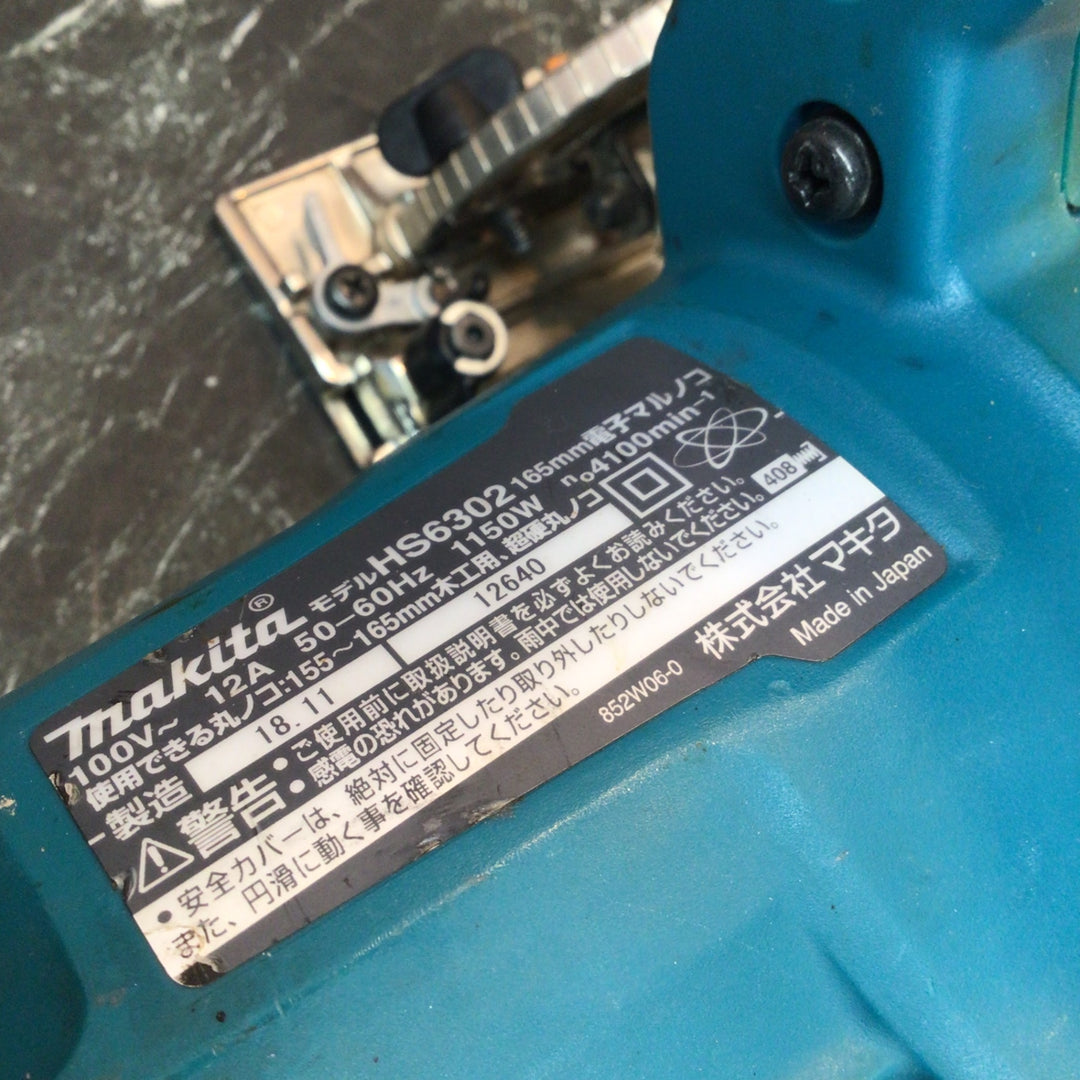 makita® モデルHS6302 165mm電子マルノコ
100V~ 12A 50-60Hz 1150W n₀4100min⁻¹
使用できる丸ノコ:155~165mm木工用, 超硬丸ノコ
製造 18.11 12640
408
警告 ・ご使用前に取扱説明書を必ずよくお読みください。
・感電の恐れがあります。雨中では使用しないでください。
・安全カバーは、絶対に固定したり取り外したりしないでください。
また、円滑に動く事を確認してください。
852W06-0
株式会社マキタ
Made in Japan